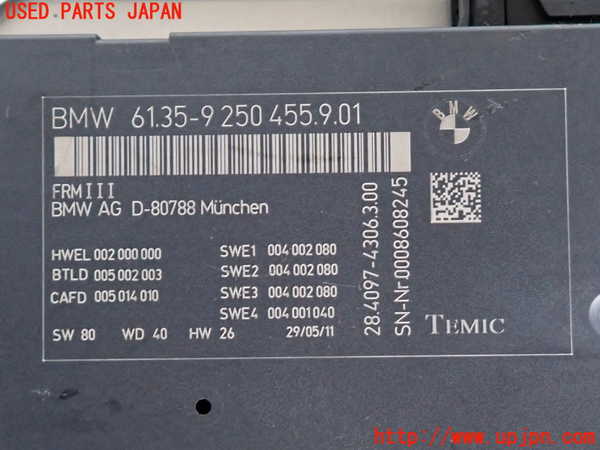 USED PARTS JAPAN
BMW 61.35-9 250 455.9.01
BMW
FRMIII
BMW AG D-80788 München
HWEL 002 000 000
BTLD 005 002 003
CAFD 005 014 010
SWE1 004 002 080
SWE2 004 002 080
SWE3 004 002 080
SWE4 004 001 040
SW 80 WD 40 HW 26 29/05/11
28.4097-4306.3.00
SN-Nr.0008608245
TEMIC
http://www.upjpn.com/